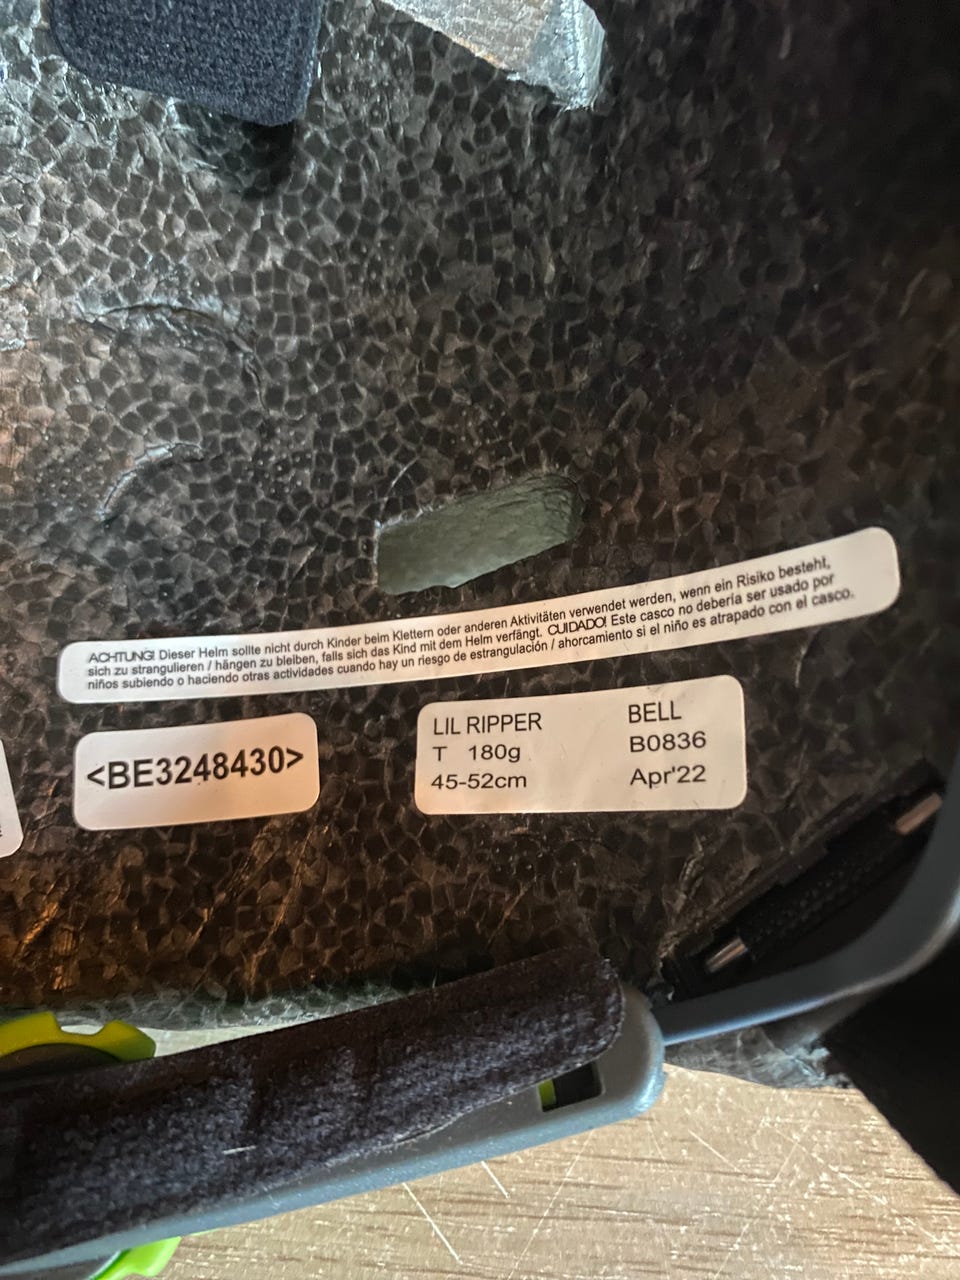 ACHTUNG! Dieser Helm sollte nicht durch Kinder beim Klettern oder anderen Aktivitäten verwendet werden, wenn ein Risiko besteht,
sich zu strangulieren / hängen zu bleiben, falls sich das Kind mit dem Helm verfängt. CUIDADO! Este casco no debería ser usado por
niños subiendo o haciendo otras actividades cuando hay un riesgo de estrangulación / ahorcamiento si el niño es atrapado con el casco.
<BE3248430>
LIL RIPPER BELL
T 180g B0836
45-52cm Apr'22